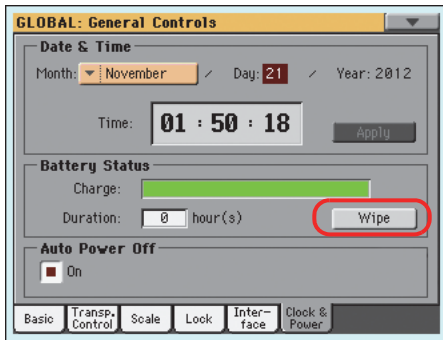 GLOBAL: General Controls
Date & Time
Month: November / Day: 21 / Year: 2012
Time: 01 : 50 : 18 Apply
Battery Status
Charge:
Duration: 0 hour(s) Wipe
Auto Power Off
On
Basic Transp. Control Scale Lock Inter-face Clock & Power